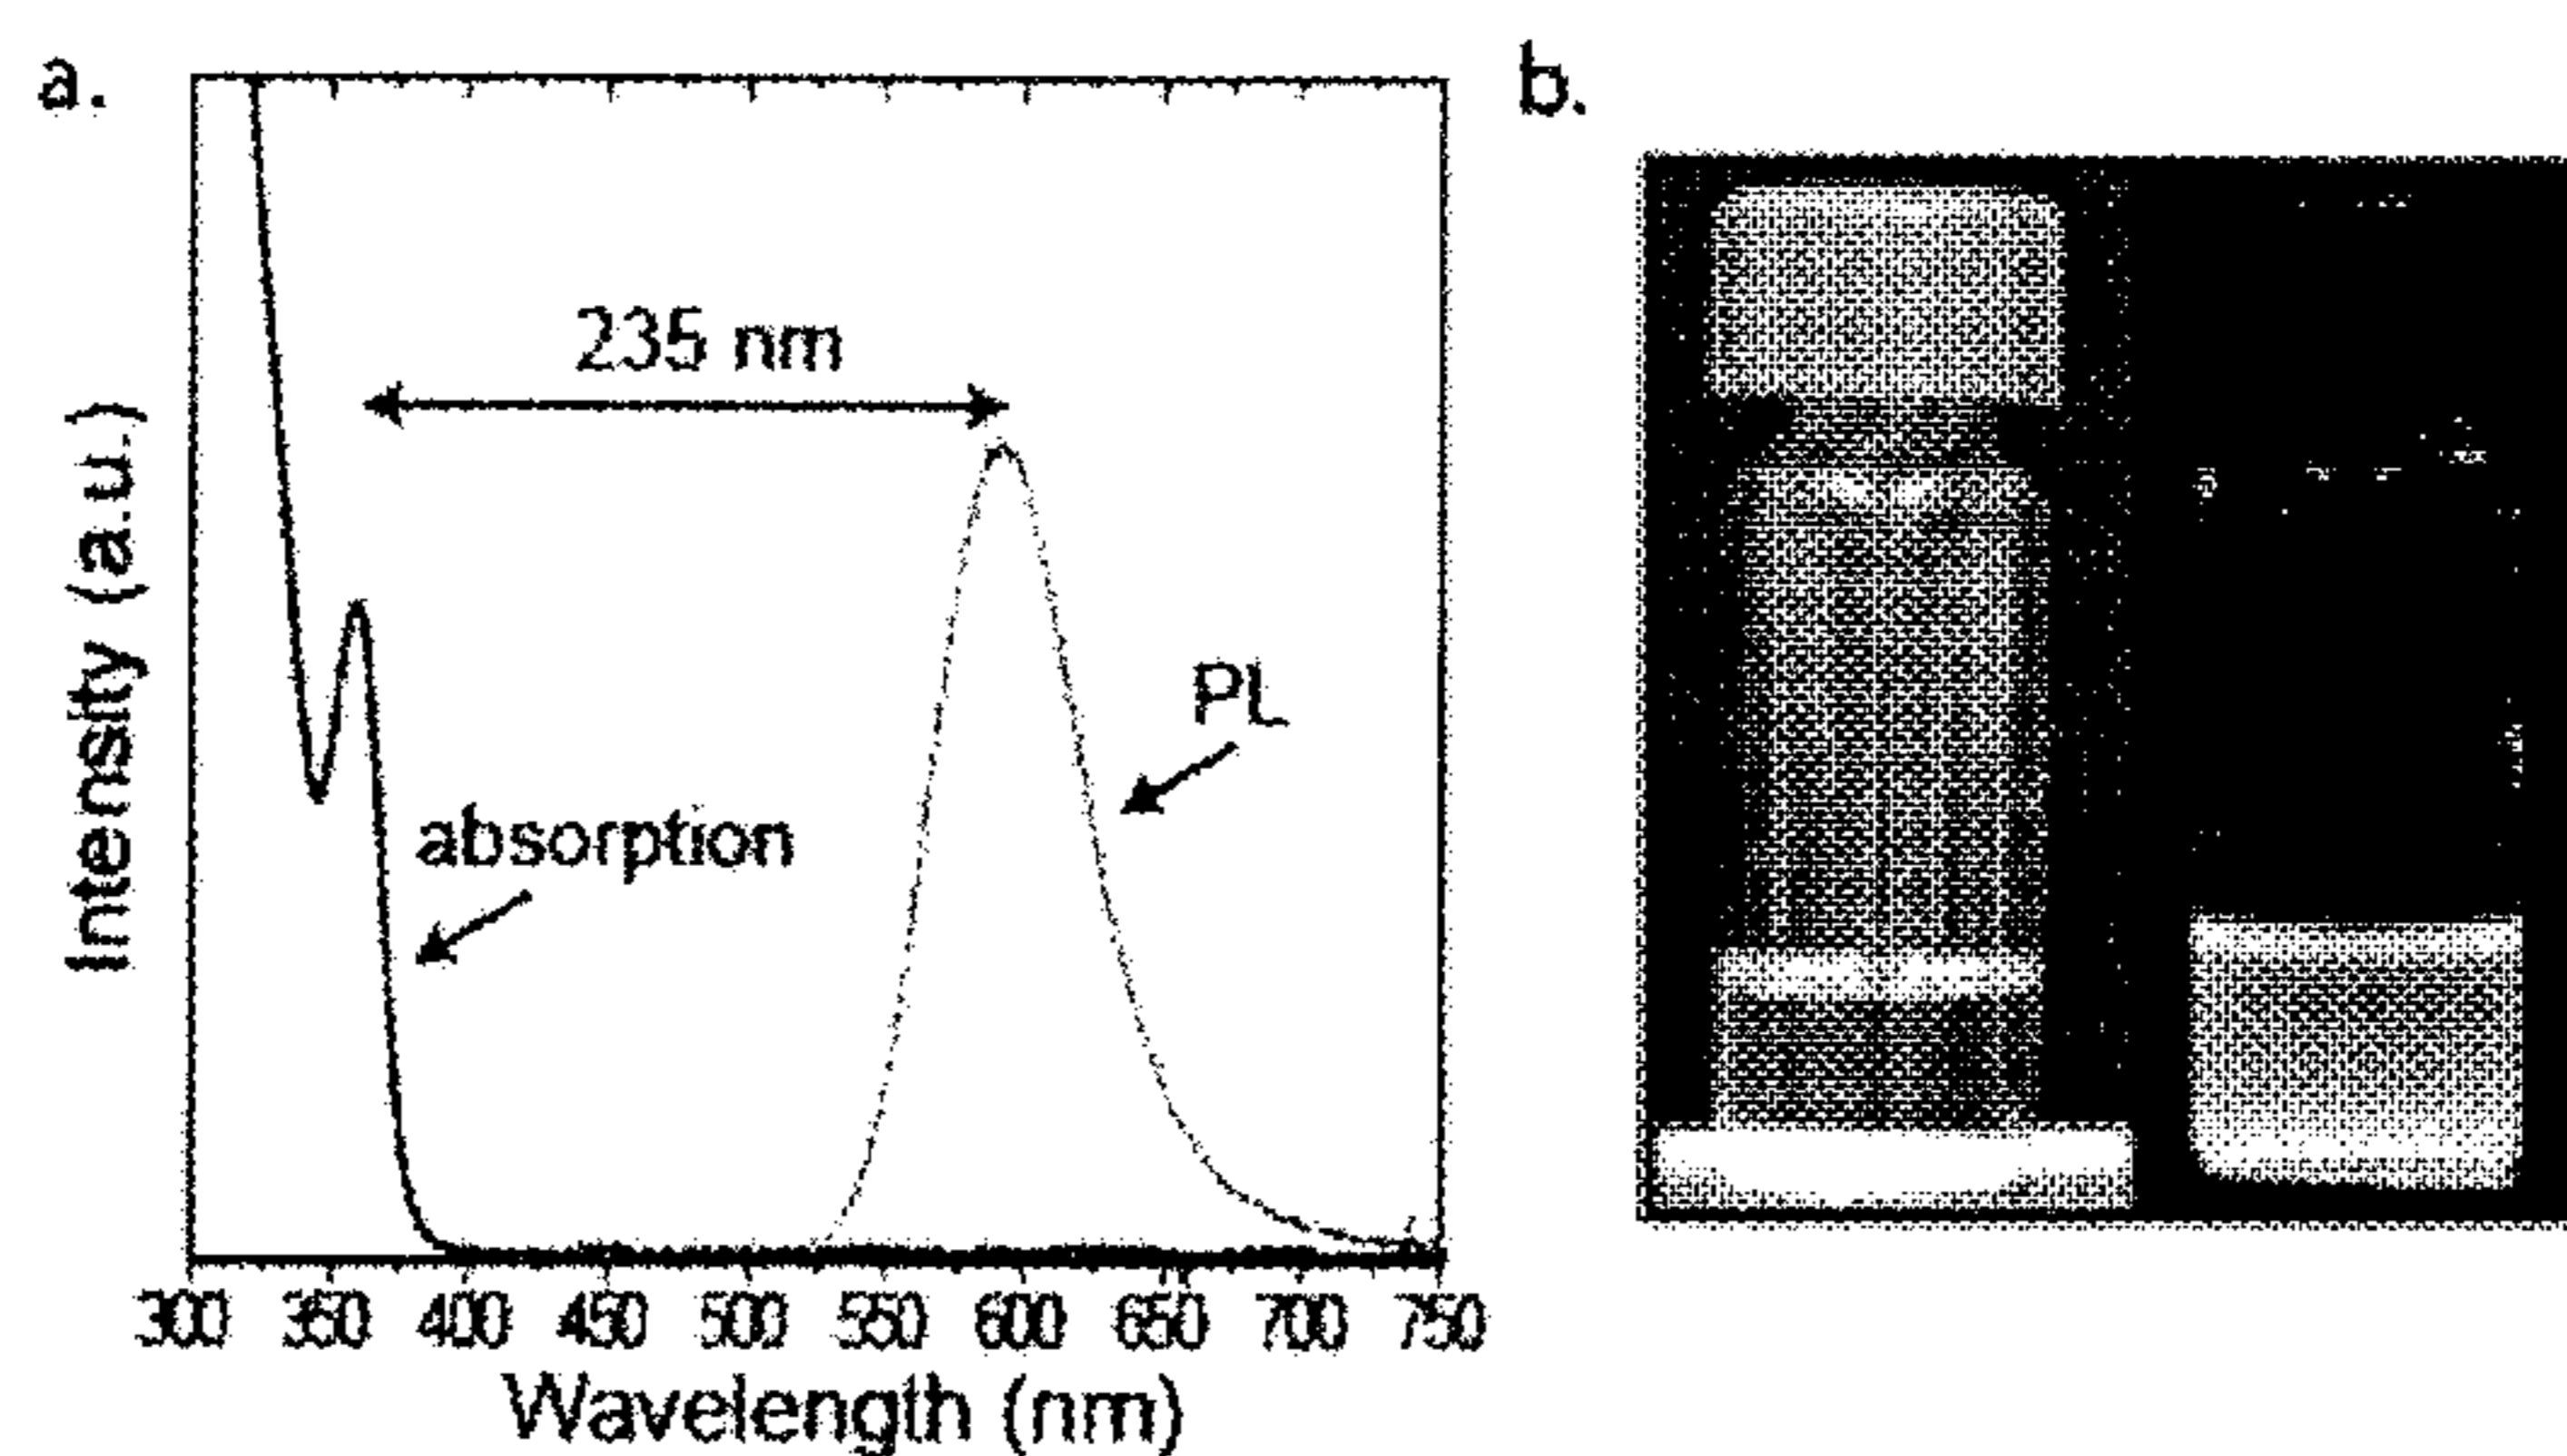 a.
b.
235 nm
PL
absorption
Intensity (a.u.)
300 350 400 450 500 550 600 650 700 750
Wavelength (nm)